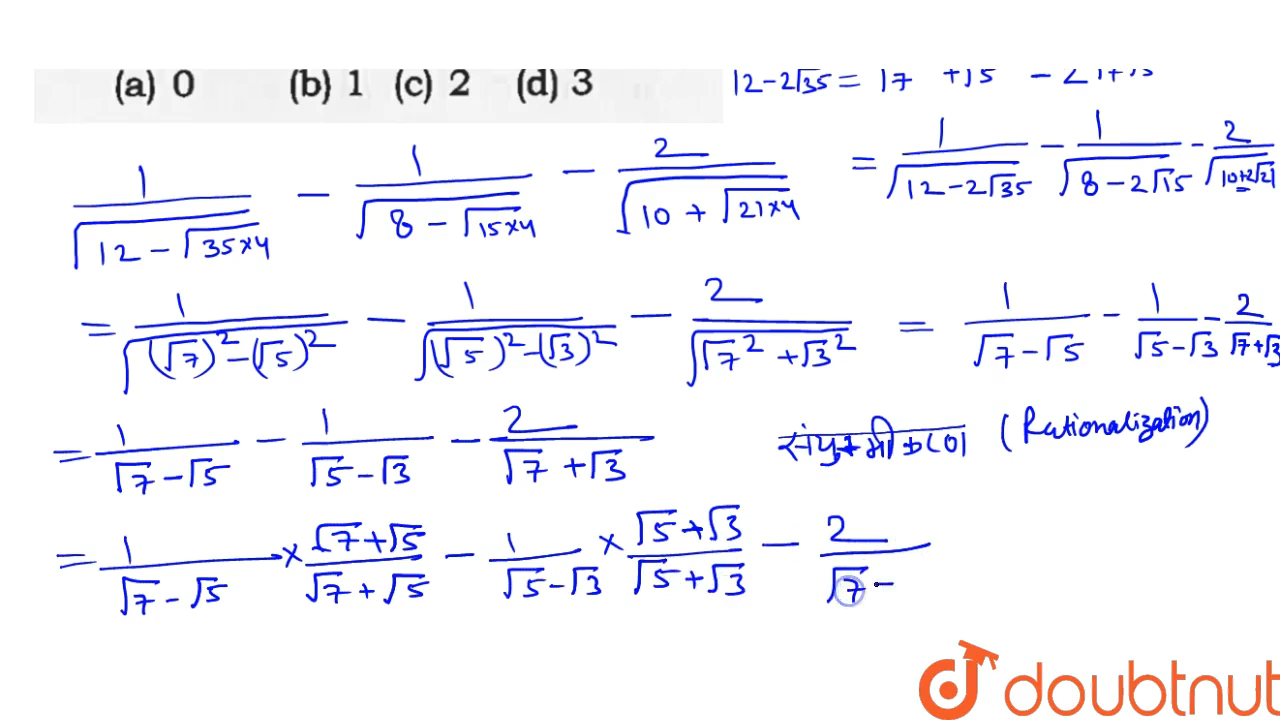 (a) 0 (b) 1 (c) 2 (d) 3
12-2√35 =
1/√(12-√(35×4)) - 1/√(8-√(15×4)) - 2/√(10+√(21×4)) = 1/√(12-2√35) - 1/√(8-2√15) - 2/√(10+2√21)
= 1/√((√7)²-(√5)²) - 1/√((√5)²-(√3)²) - 2/√(√7²+√3²) = 1/(√7-√5) - 1/(√5-√3) - 2/(√7+√3)
= 1/(√7-√5) - 1/(√5-√3) - 2/(√7+√3) (Rationalization)
= 1/(√7-√5) × (√7+√5)/(√7+√5) - 1/(√5-√3) × (√5+√3)/(√5+√3) - 2/(√7-
doubtnut